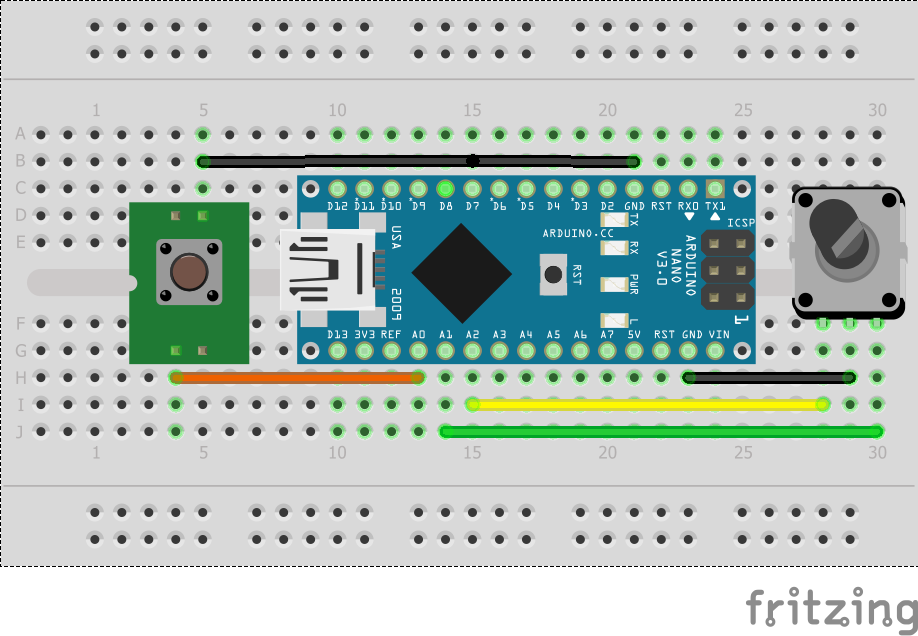 1 5 10 15 20 25 30
A
B
C
D
E
F
G
H
I
J
D12 D11 D10 D9 D8 D7 D6 D5 D4 D3 D2 GND RST RX0 TX1
TX
RX
PWR
L
ICSP
ARDUINO.CC
USA
2009
RST
ARDUINO
NANO
V3.0
1
D13 3V3 REF A0 A1 A2 A3 A4 A5 A6 A7 5V RST GND VIN
1 5 10 15 20 25 30
fritzing